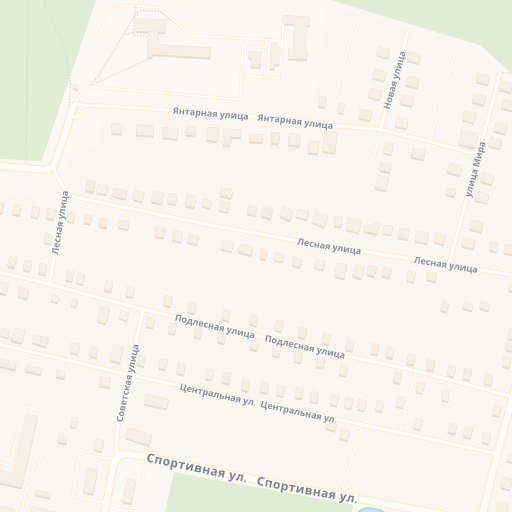 Новая улица
Янтарная улица
Янтарная улица
улица Мира
Лесная улица
Лесная улица
Лесная улица
Подлесная улица
Подлесная улица
Советская улица
Центральная ул.
Центральная ул.
Спортивная ул.
Спортивная ул.